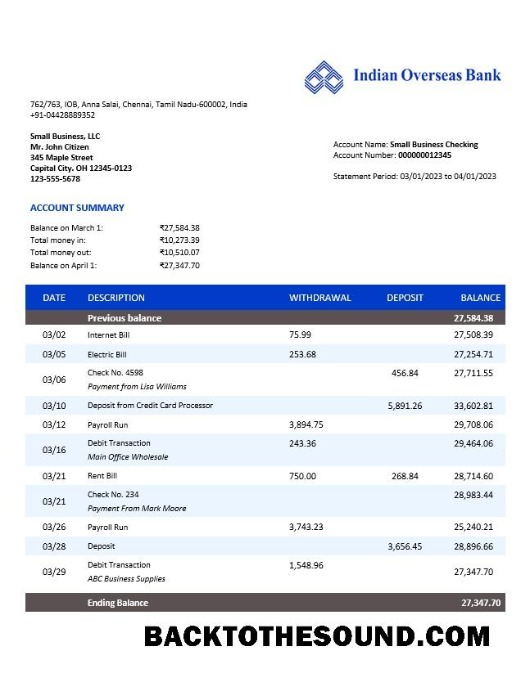 Indian Overseas Bank
762/763, IOB, Anna Salai, Chennai, Tamil Nadu-600002, India
+91-04428889352
Small Business, LLC
Mr. John Citizen
345 Maple Street
Capital City. OH 12345-0123
123-555-5678
Account Name: Small Business Checking
Account Number: 000000012345
Statement Period: 03/01/2023 to 04/01/2023
ACCOUNT SUMMARY
Balance on March 1: ₹27,584.38
Total money in: ₹10,273.39
Total money out: ₹10,510.07
Balance on April 1: ₹27,347.70
DATE DESCRIPTION WITHDRAWAL DEPOSIT BALANCE
Previous balance 27,584.38
03/02 Internet Bill 75.99 27,508.39
03/05 Electric Bill 253.68 27,254.71
03/06 Check No. 4598 456.84 27,711.55
Payment from Lisa Williams
03/10 Deposit from Credit Card Processor 5,891.26 33,602.81
03/12 Payroll Run 3,894.75 29,708.06
03/16 Debit Transaction 243.36 29,464.06
Main Office Wholesale
03/21 Rent Bill 750.00 268.84 28,714.60
03/21 Check No. 234 28,983.44
Payment From Mark Moore
03/26 Payroll Run 3,743.23 25,240.21
03/28 Deposit 3,656.45 28,896.66
03/29 Debit Transaction 1,548.96 27,347.70
ABC Business Supplies
Ending Balance 27,347.70
BACKTOTHESOUND.COM